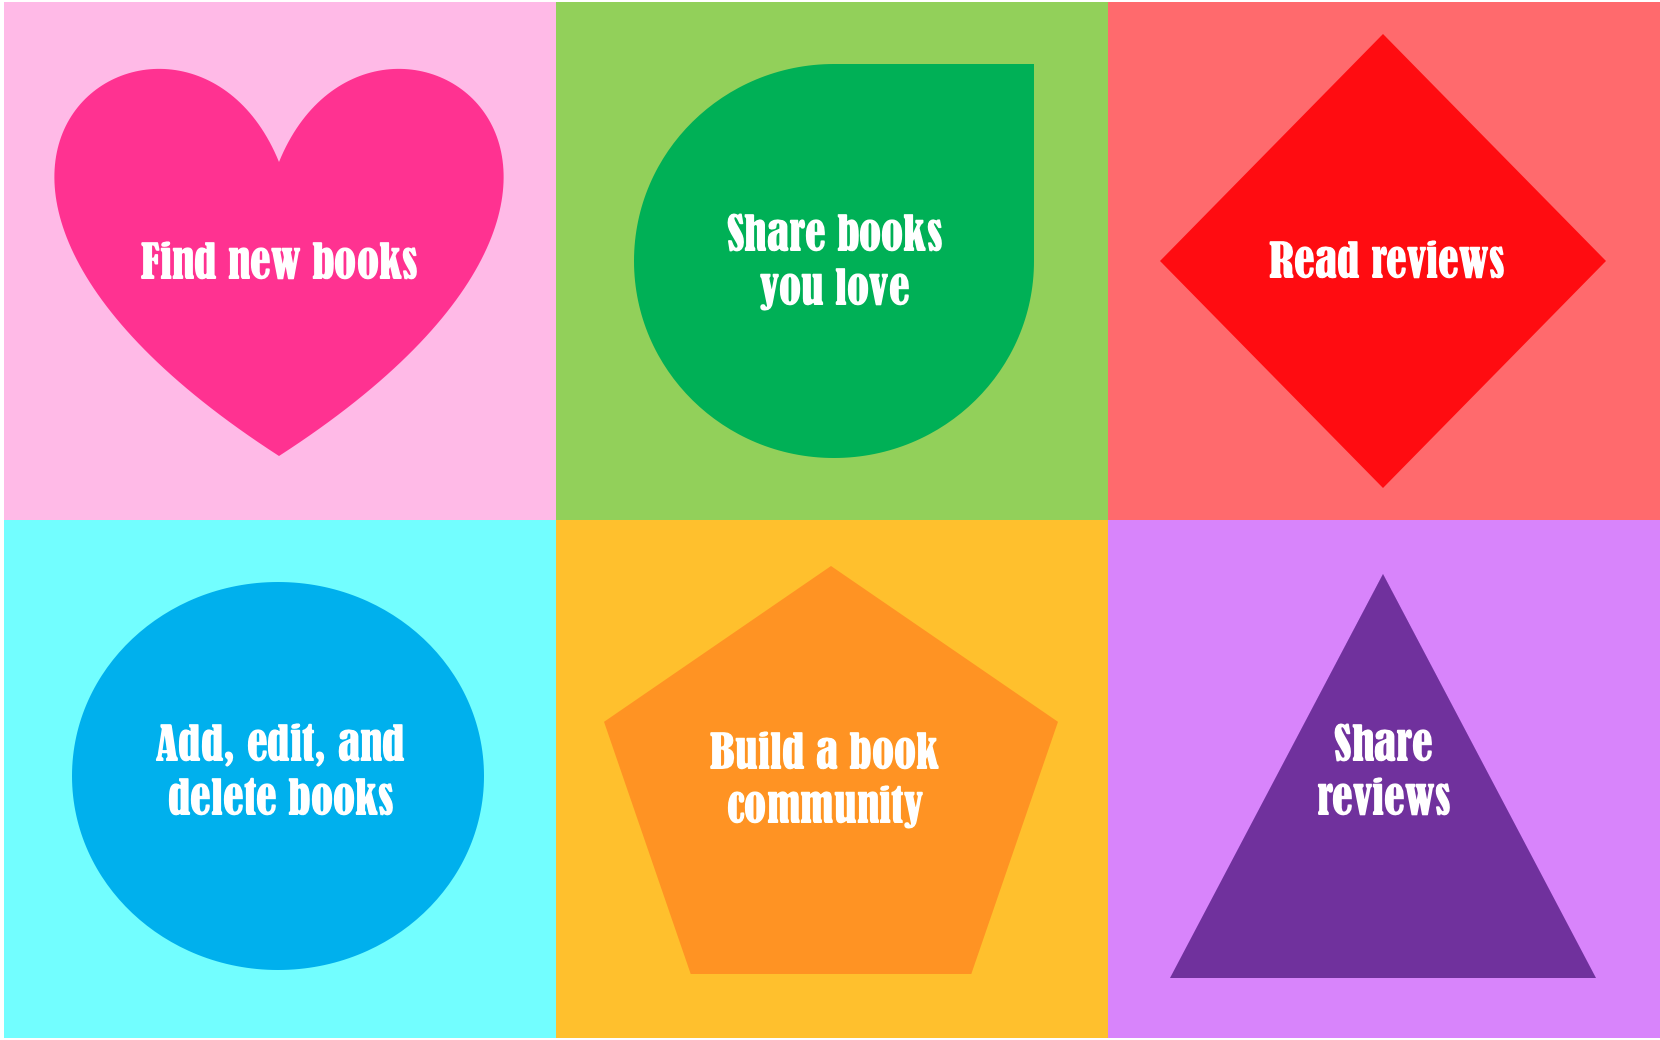 Find new books
Share books
you love
Read reviews
Add, edit, and
delete books
Build a book
community
Share
reviews